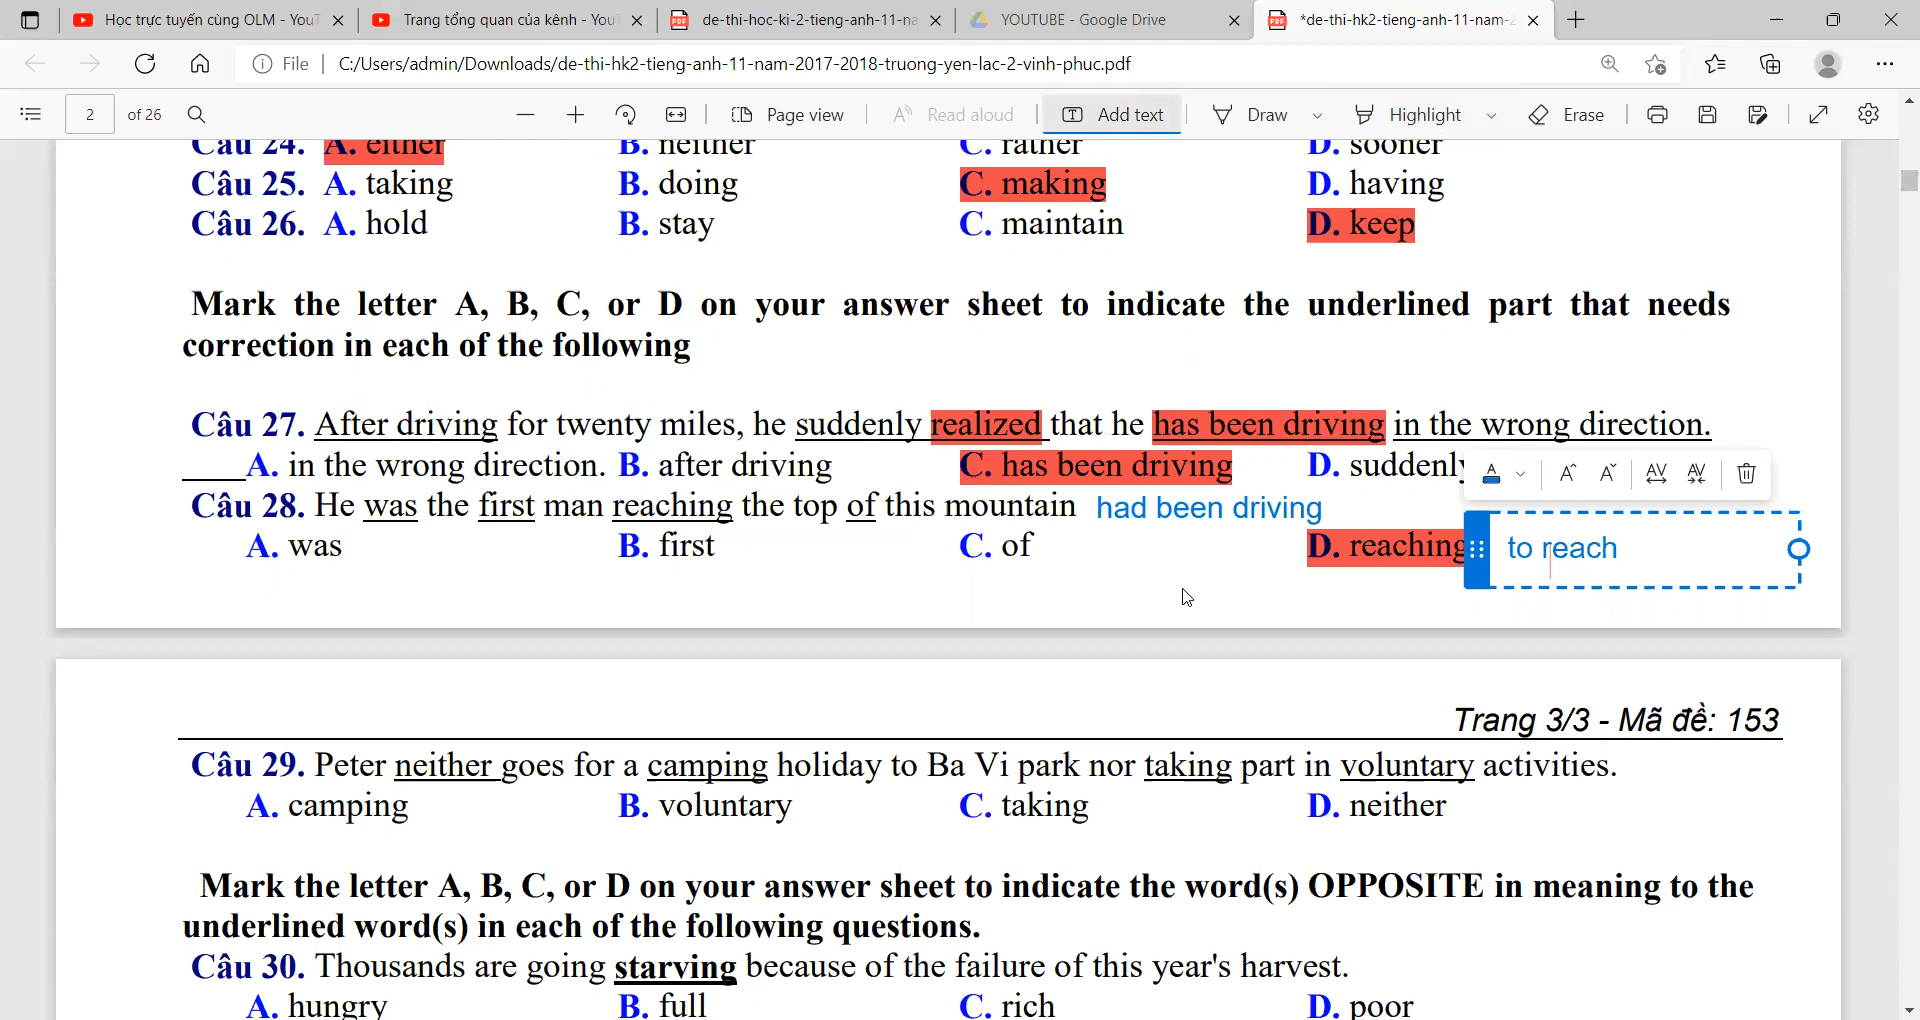 Học trực tuyến cùng OLM - YouT
Trang tổng quan của kênh - You
de-thi-hoc-ki-2-tieng-anh-11-na
YOUTUBE - Google Drive
*de-thi-hk2-tieng-anh-11-nam-2
File C:/Users/admin/Downloads/de-thi-hk2-tieng-anh-11-nam-2017-2018-truong-yen-lac-2-vinh-phuc.pdf
2 of 26 Page view Read aloud Add text Draw Highlight Erase
Câu 24. A. either B. neither C. rather D. sooner
Câu 25. A. taking B. doing C. making D. having
Câu 26. A. hold B. stay C. maintain D. keep
Mark the letter A, B, C, or D on your answer sheet to indicate the underlined part that needs
correction in each of the following
Câu 27. After driving for twenty miles, he suddenly realized that he has been driving in the wrong direction.
A. in the wrong direction. B. after driving C. has been driving D. suddenly
Câu 28. He was the first man reaching the top of this mountain had been driving
A. was B. first C. of D. reaching to reach
Trang 3/3 - Mã đề: 153
Câu 29. Peter neither goes for a camping holiday to Ba Vi park nor taking part in voluntary activities.
A. camping B. voluntary C. taking D. neither
Mark the letter A, B, C, or D on your answer sheet to indicate the word(s) OPPOSITE in meaning to the
underlined word(s) in each of the following questions.
Câu 30. Thousands are going starving because of the failure of this year's harvest.
A. hungry B. full C. rich D. poor